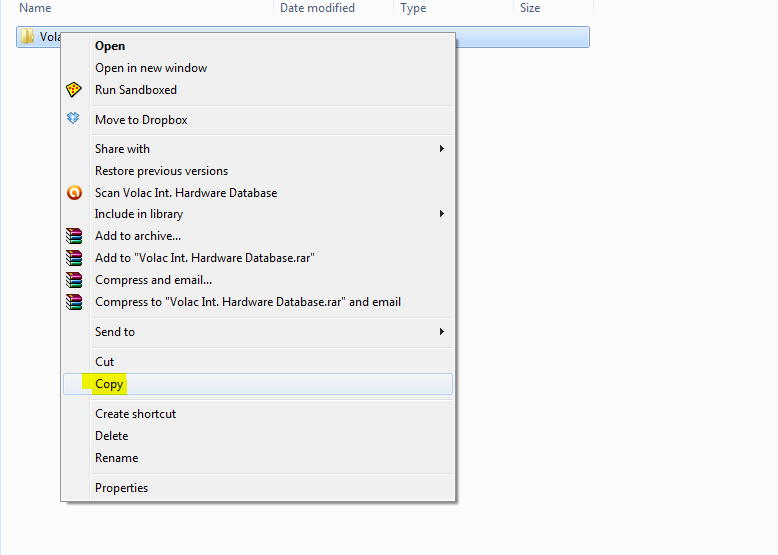 Name Date modified Type Size
Vola
Open
Open in new window
Run Sandboxed
Move to Dropbox
Share with
Restore previous versions
Scan Volac Int. Hardware Database
Include in library
Add to archive...
Add to "Volac Int. Hardware Database.rar"
Compress and email...
Compress to "Volac Int. Hardware Database.rar" and email
Send to
Cut
Copy
Create shortcut
Delete
Rename
Properties